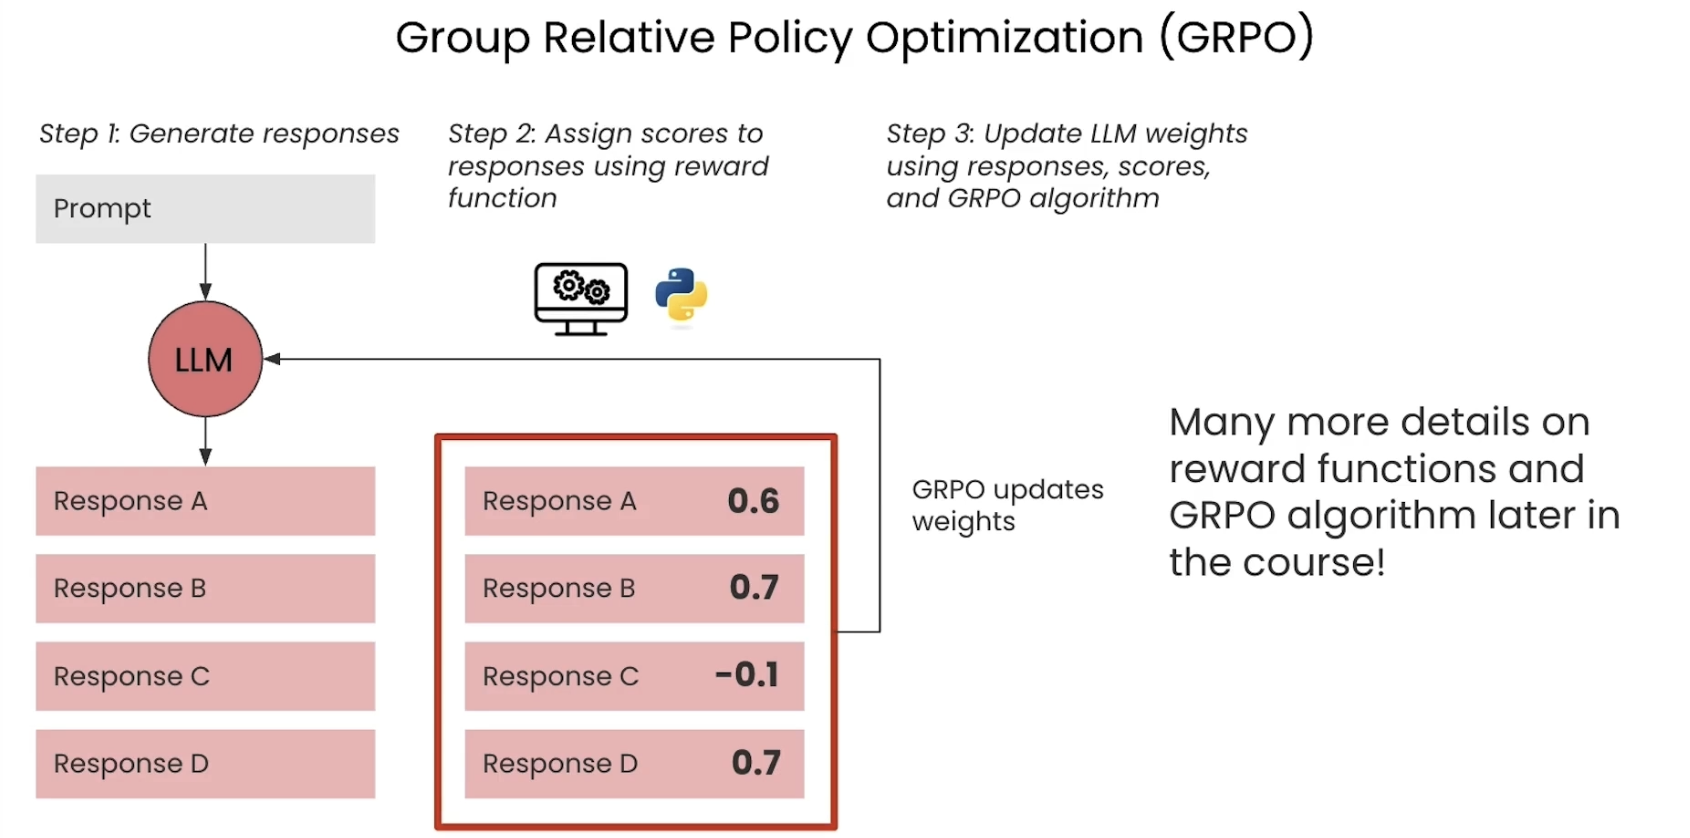 Group Relative Policy Optimization (GRPO)
Step 1: Generate responses
Step 2: Assign scores to
responses using reward
function
Step 3: Update LLM weights
using responses, scores,
and GRPO algorithm
Prompt
LLM
Response A
Response B
Response C
Response D
Response A 0.6
Response B 0.7
Response C -0.1
Response D 0.7
GRPO updates
weights
Many more details on
reward functions and
GRPO algorithm later in
the course!